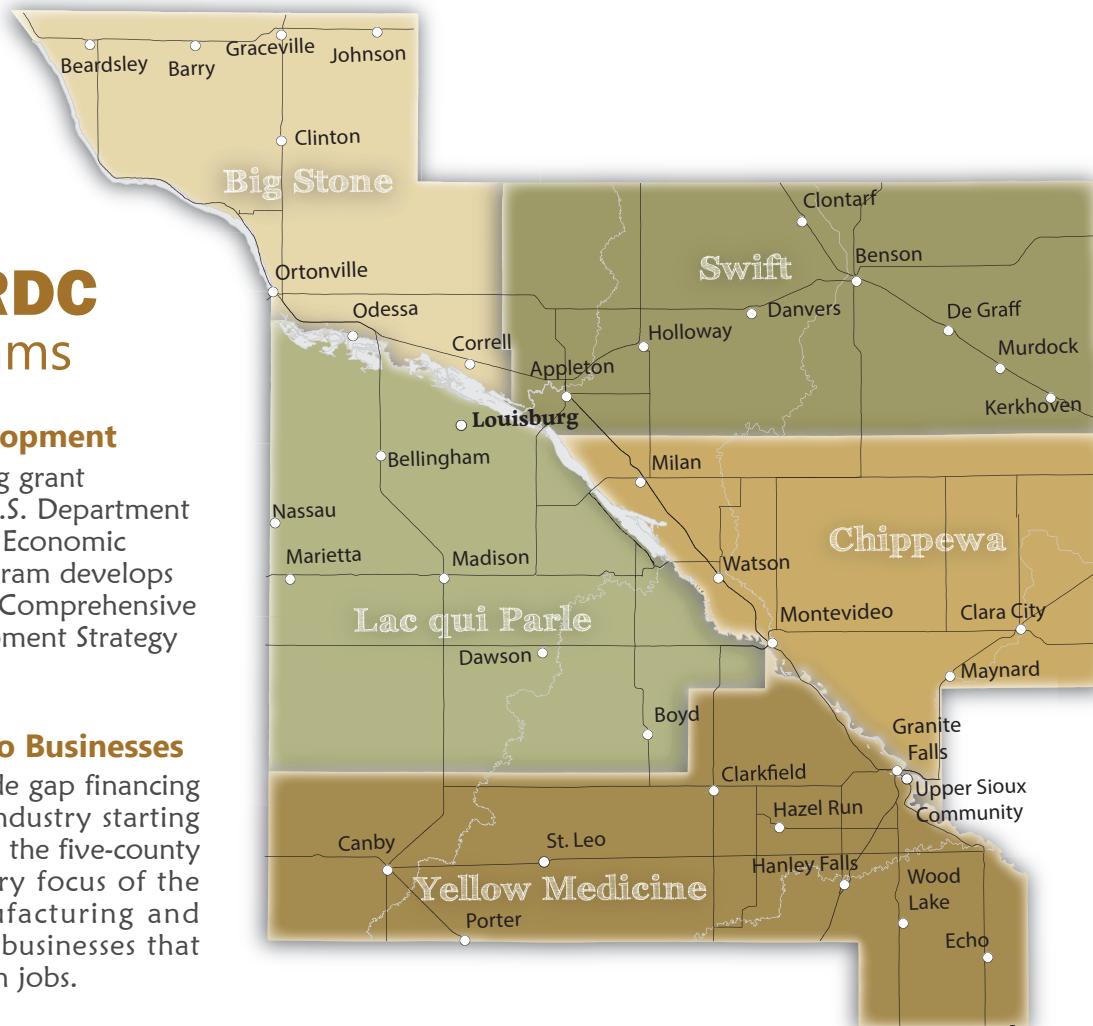 RDC
ms
opment
g grant
.S. Department
Economic
ram develops
Comprehensive
ment Strategy
o Businesses
de gap financing
ndustry starting
the five-county
ry focus of the
ufacturing and
businesses that
n jobs.
Beardsley
Barry
Graceville
Johnson
Clinton
Big Stone
Ortonville
Odessa
Correll
Clontarf
Swift
Benson
Danvers
De Graff
Holloway
Murdock
Appleton
Kerkhoven
Louisburg
Bellingham
Milan
Nassau
Chippewa
Marietta
Madison
Watson
Lac qui Parle
Montevideo
Clara City
Dawson
Maynard
Boyd
Granite
Falls
Clarkfield
Upper Sioux
Community
Hazel Run
Canby
St. Leo
Hanley Falls
Yellow Medicine
Wood
Lake
Porter
Echo